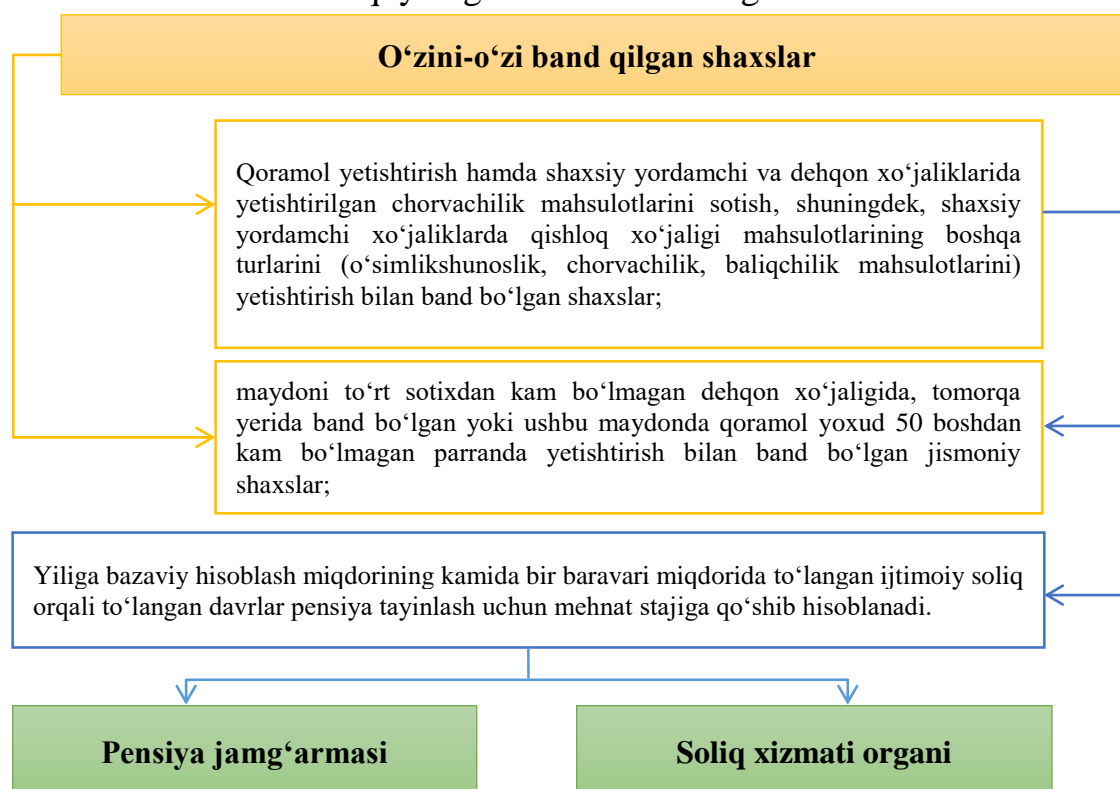 O‘zini-o‘zi band qilgan shaxslar
Qoramol yetishtirish hamda shaxsiy yordamchi va dehqon xo‘jaliklarida
yetishtirilgan chorvachilik mahsulotlarini sotish, shuningdek, shaxsiy
yordamchi xo‘jaliklarda qishloq xo‘jaligi mahsulotlarining boshqa
turlarini (o‘simlikshunoslik, chorvachilik, baliqchilik mahsulotlarini)
yetishtirish bilan band bo‘lgan shaxslar;
maydoni to‘rt sotixdan kam bo‘lmagan dehqon xo‘jaligida, tomorqa
yerida band bo‘lgan yoki ushbu maydonda qoramol yoxud 50 boshdan
kam bo‘lmagan parranda yetishtirish bilan band bo‘lgan jismoniy
shaxslar;
Yiliga bazaviy hisoblash miqdorining kamida bir baravari miqdorida to‘langan ijtimoiy soliq
orqali to‘langan davrlar pensiya tayinlash uchun mehnat stajiga qo‘shib hisoblanadi.
Pensiya jamg‘armasi
Soliq xizmati organi